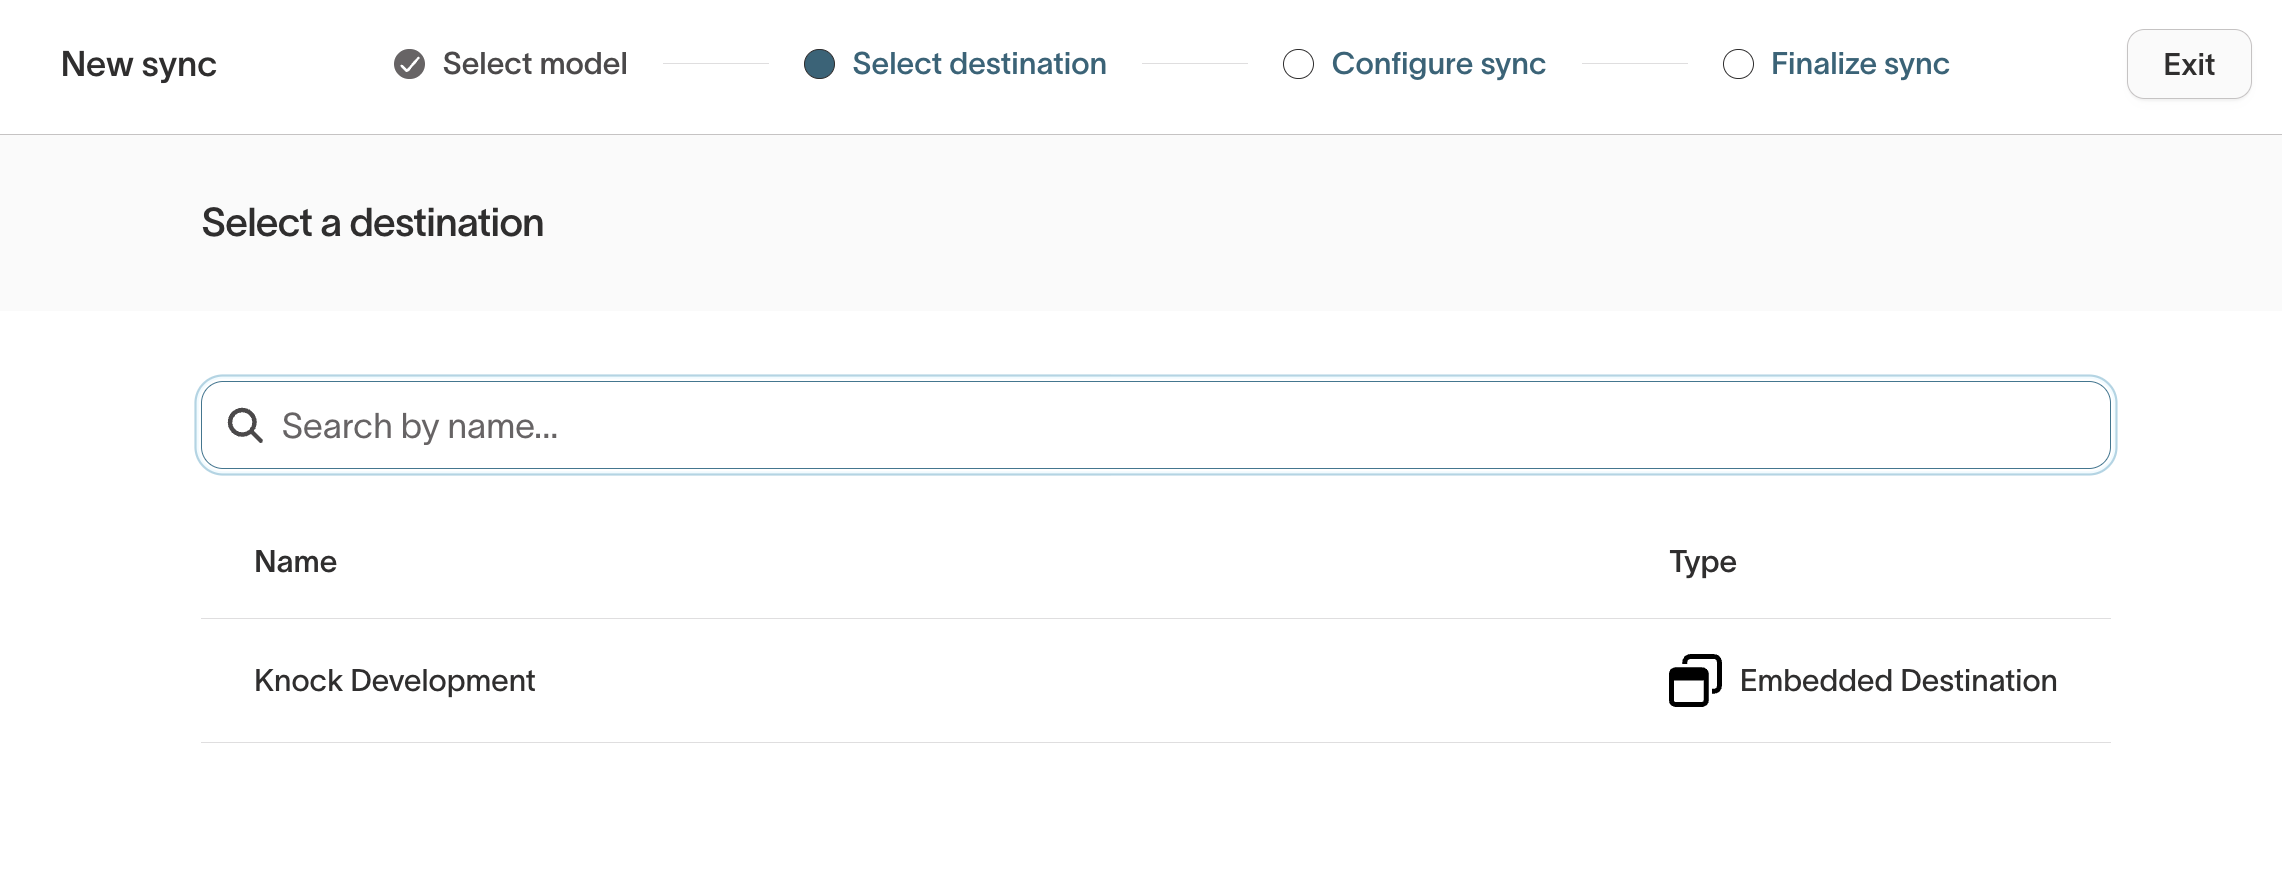 New sync
Select model
Select destination
Configure sync
Finalize sync
Exit
Select a destination
Search by name...
Name
Type
Knock Development
Embedded Destination